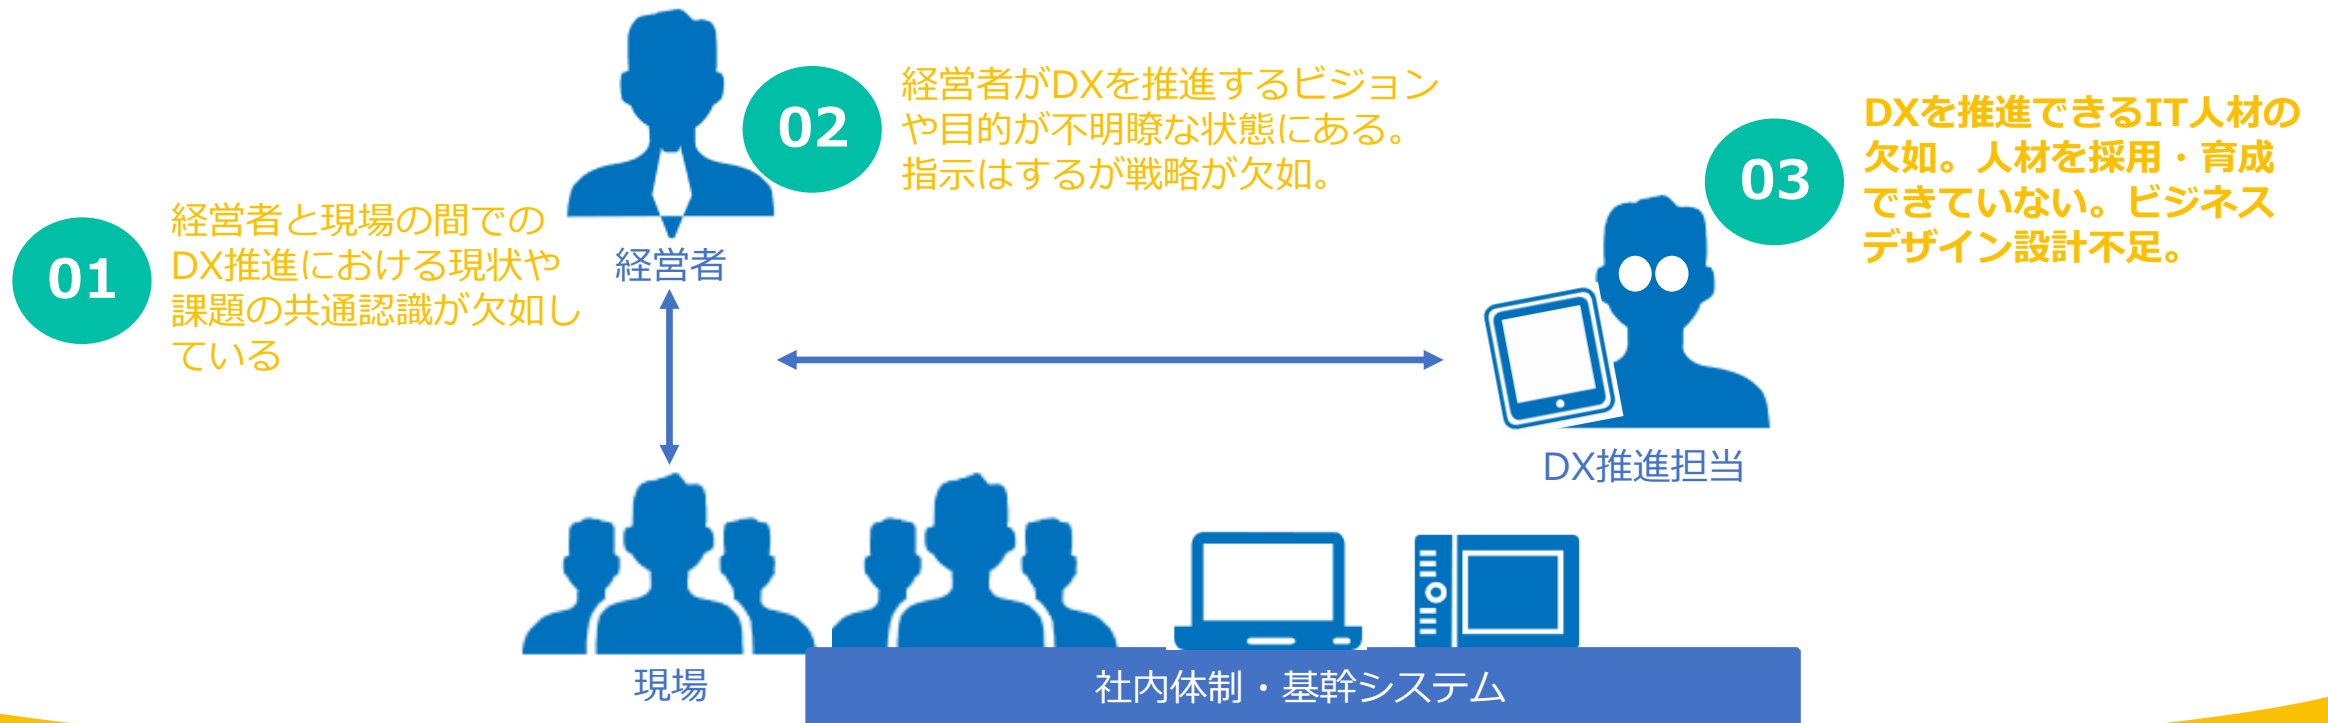 01
経営者と現場の間での
DX推進における現状や
課題の共通認識が欠如し
ている
02
経営者がDXを推進するビジョン
や目的が不明瞭な状態にある。
指示はするが戦略が欠如。
03
DXを推進できるIT人材の
欠如。人材を採用・育成
できていない。ビジネス
デザイン設計不足。
経営者
DX推進担当
現場
社内体制・基幹システム